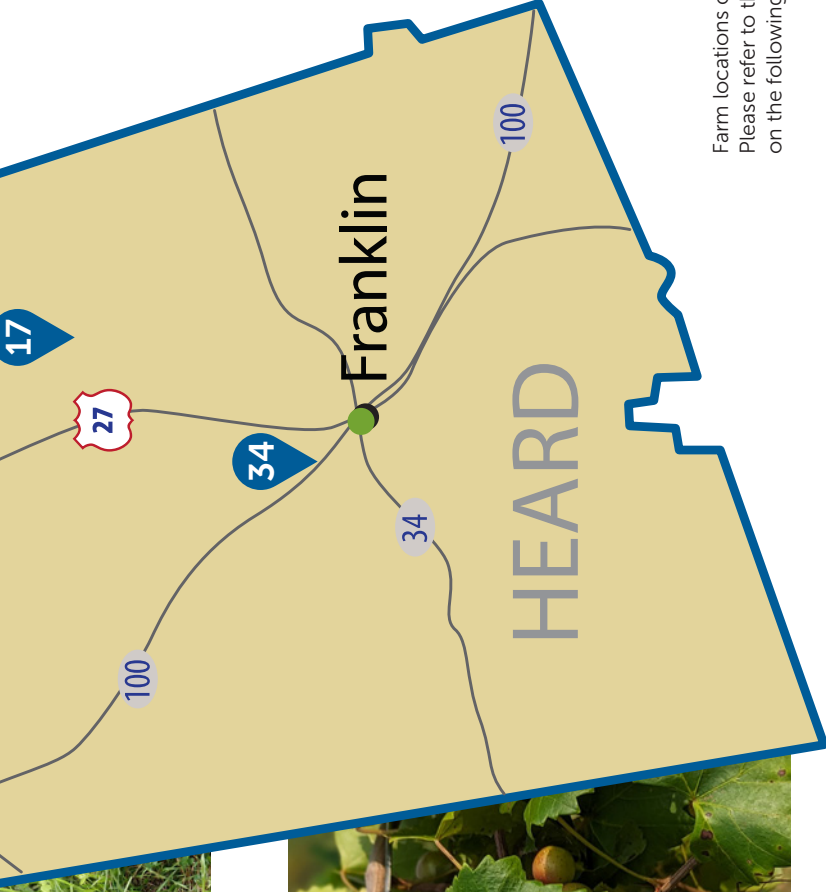 Farm locations
Please refer to
on the following
17
27
34
100
34
100
Franklin
HEARD